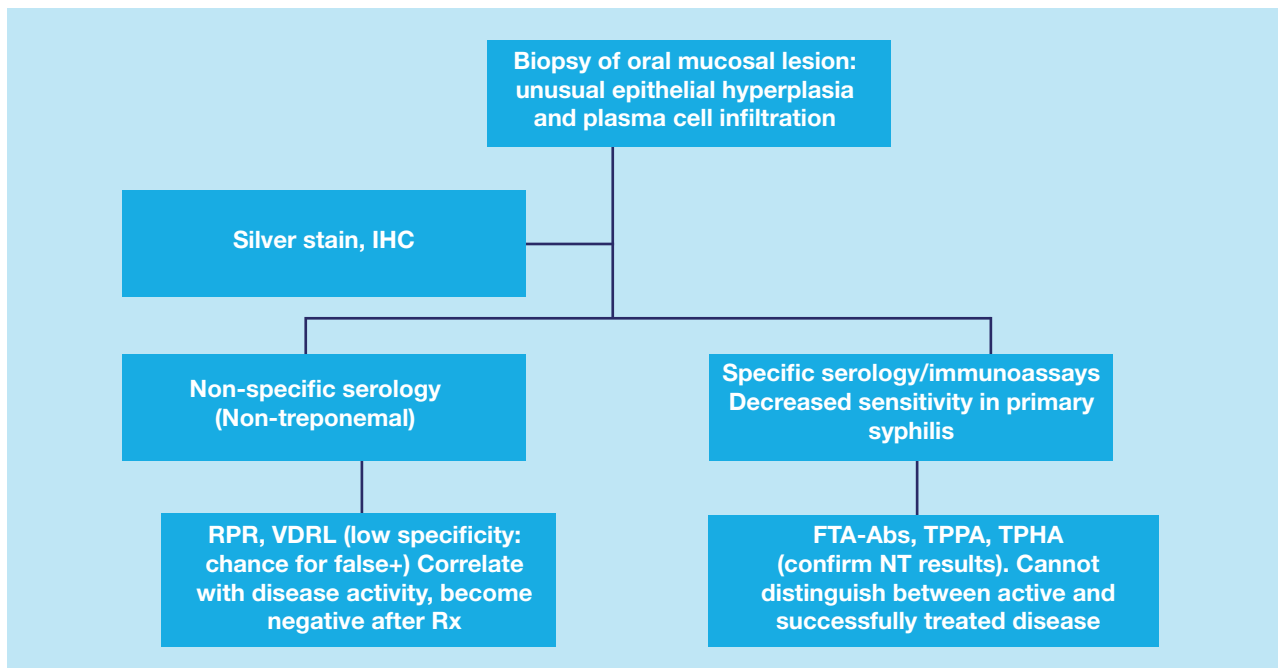 Biopsy of oral mucosal lesion:
unusual epithelial hyperplasia
and plasma cell infiltration
Silver stain, IHC
Non-specific serology
(Non-treponemal)
Specific serology/immunoassays
Decreased sensitivity in primary
syphilis
RPR, VDRL (low specificity:
chance for false+) Correlate
with disease activity, become
negative after Rx
FTA-Abs, TPPA, TPHA
(confirm NT results). Cannot
distinguish between active and
successfully treated disease